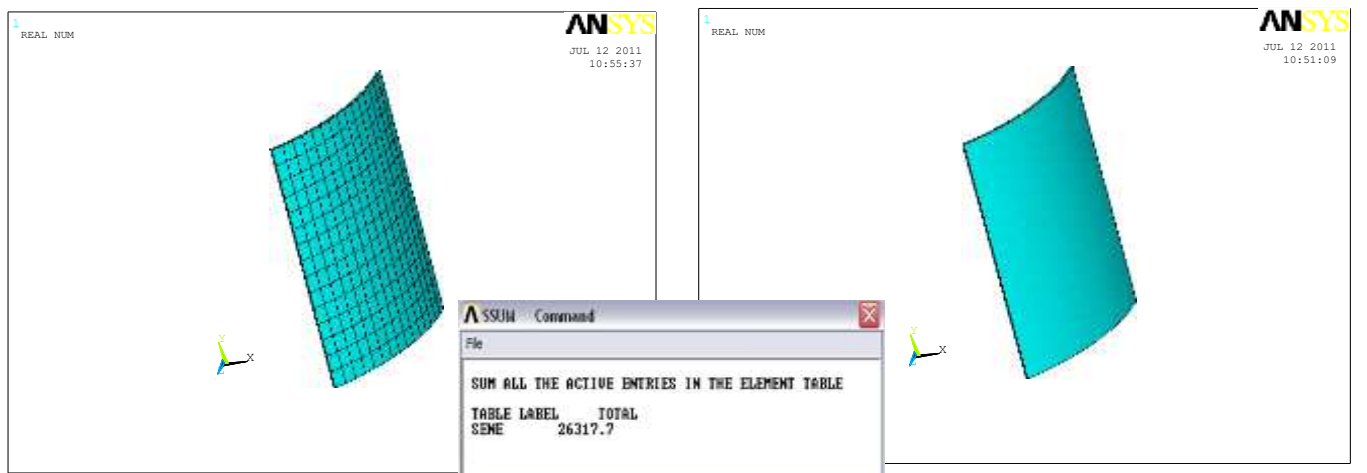 1
REAL NUM
ANSYS
JUL 12 2011
10:55:37
Y
X
1
REAL NUM
ANSYS
JUL 12 2011
10:51:09
Y
X
SSUM Command
File
SUM ALL THE ACTIVE ENTRIES IN THE ELEMENT TABLE
TABLE LABEL TOTAL
SENE 26317.7